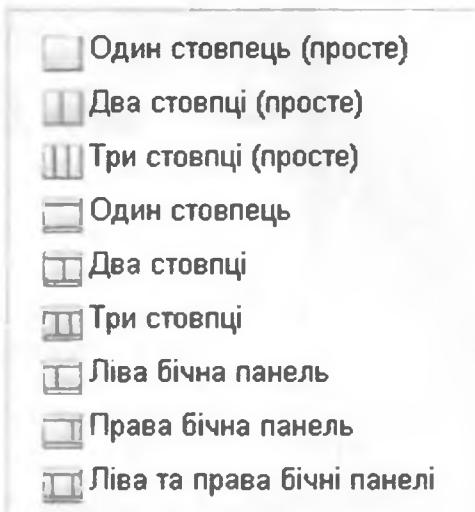 Один стовпець (просте)
Два стовпці (просте)
Три стовпці (просте)
Один стовпець
Два стовпці
Три стовпці
Ліва бічна панель
Права бічна панель
Ліва та права бічні панелі